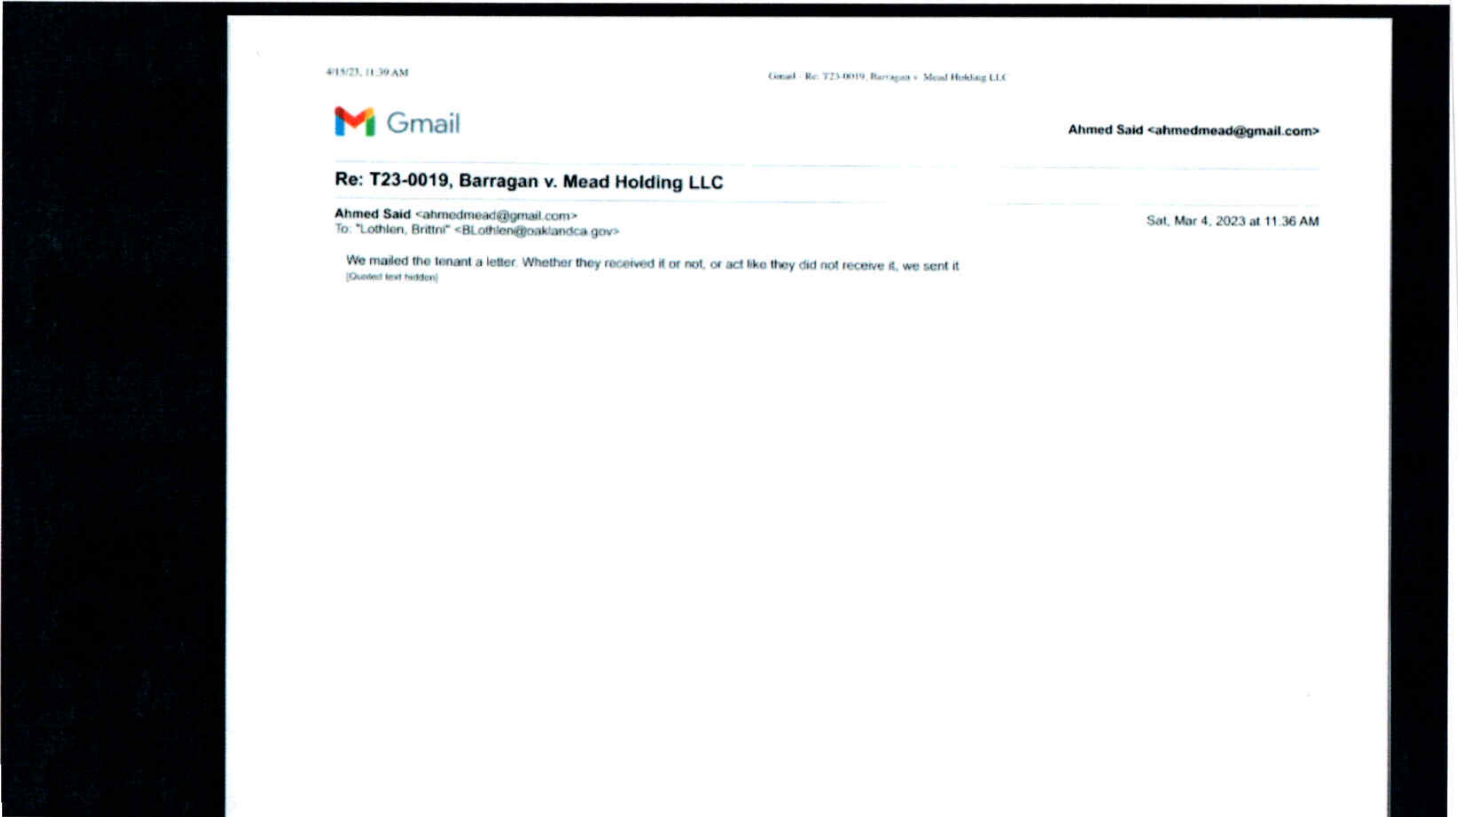 4/15/23, 11:39 AM
Gmail - Re: T23-0019, Barragan v. Mead Holding LLC
Gmail
Ahmed Said <ahmedmead@gmail.com>
Re: T23-0019, Barragan v. Mead Holding LLC
Ahmed Said <ahmedmead@gmail.com>
Sat, Mar 4, 2023 at 11:36 AM
To: "Lothlen, Brittni" <BLothlen@oaklandca.gov>
We mailed the tenant a letter. Whether they received it or not, or act like they did not receive it, we sent it
[Quoted text hidden]